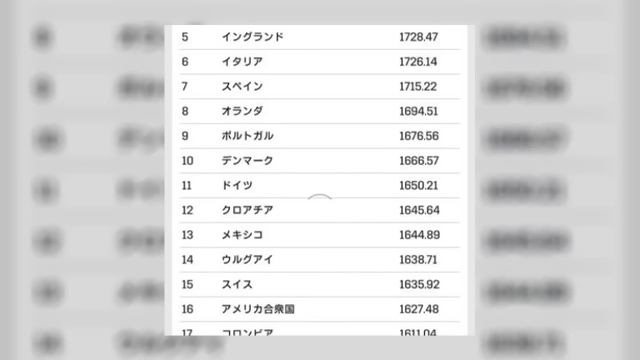 5 イングランド 1728.47
6 イタリア 1726.14
7 スペイン 1715.22
8 オランダ 1694.51
9 ポルトガル 1676.56
10 デンマーク 1666.57
11 ドイツ 1650.21
12 クロアチア 1645.64
13 メキシコ 1644.89
14 ウルグアイ 1638.71
15 スイス 1635.92
16 アメリカ合衆国 1627.48
17 コロンビア 1611.04